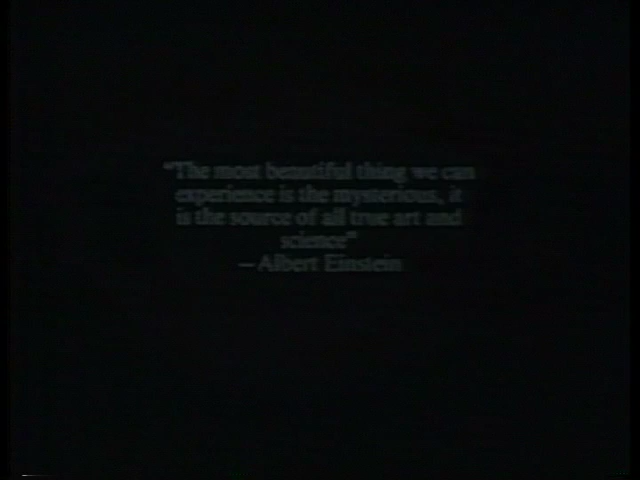 "The most beautiful thing we can
experience is the mysterious, it
is the source of all true art and
science"
– Albert Einstein